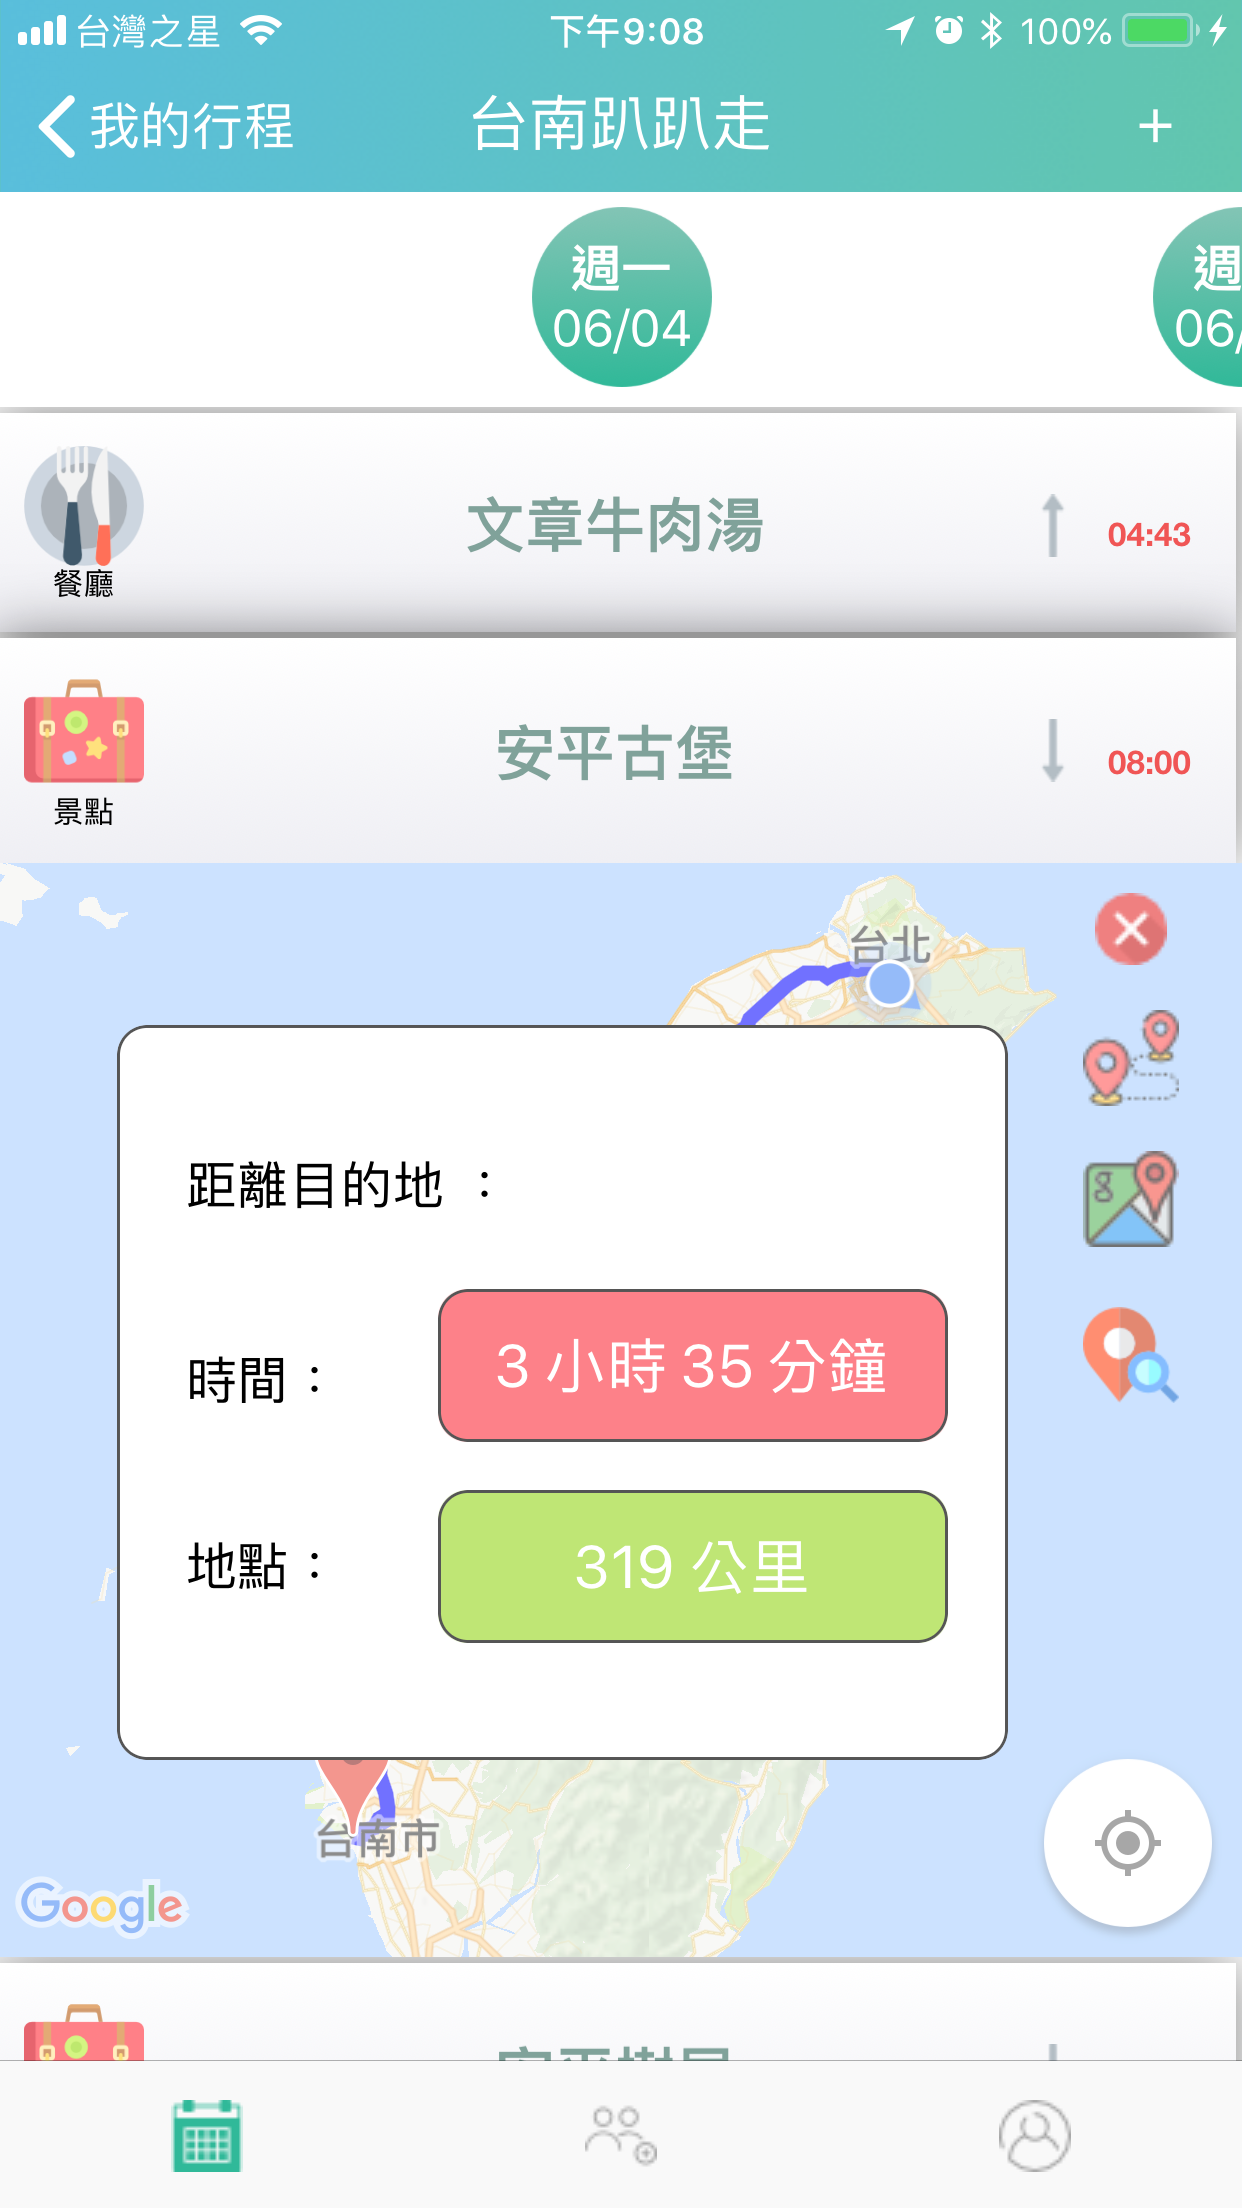 台灣之星
下午9:08
100%
我的行程
台南趴趴走
+
週一
06/04
週
06/
餐廳
文章牛肉湯
04:43
景點
安平古堡
08:00
台北
距離目的地 ：
時間：
3 小時 35 分鐘
地點：
319 公里
台南市
Google